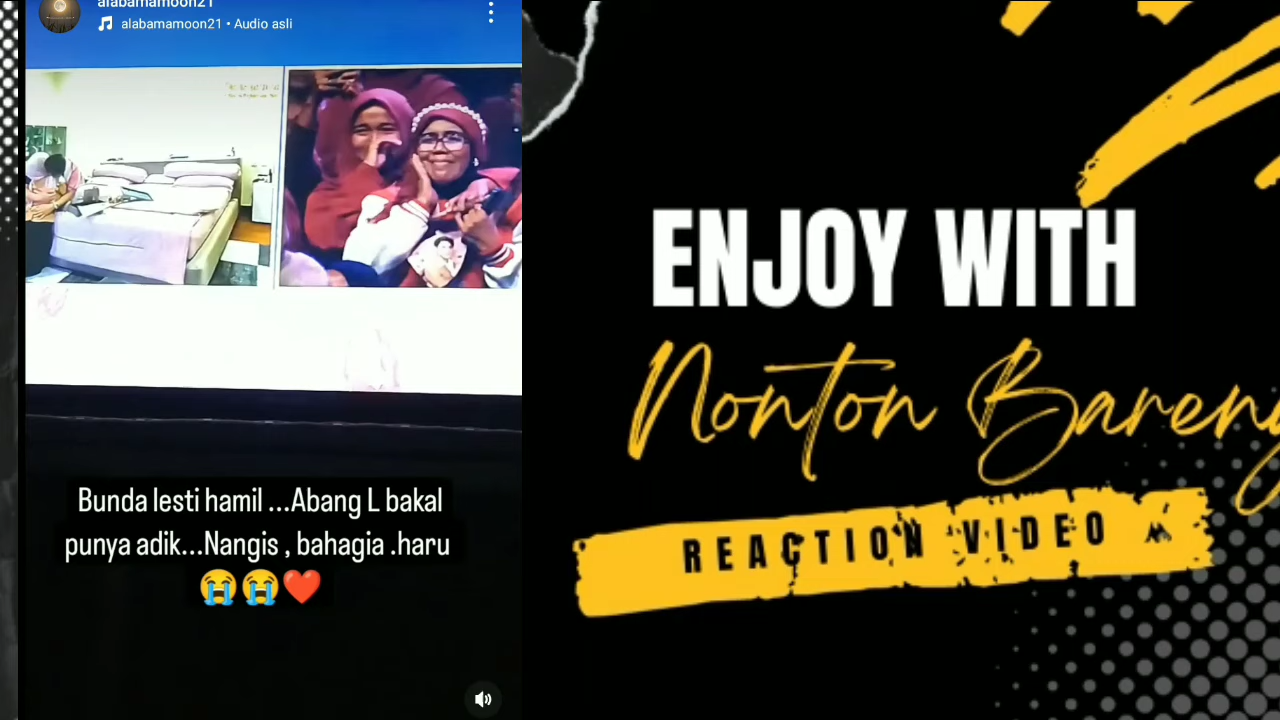 alabamamoon21
alabamamoon21 • Audio asli
Bunda lesti hamil ...Abang L bakal
punya adik...Nangis , bahagia .haru
😭😭❤️
ENJOY WITH
Nonton Bareng
REACTION VIDEO